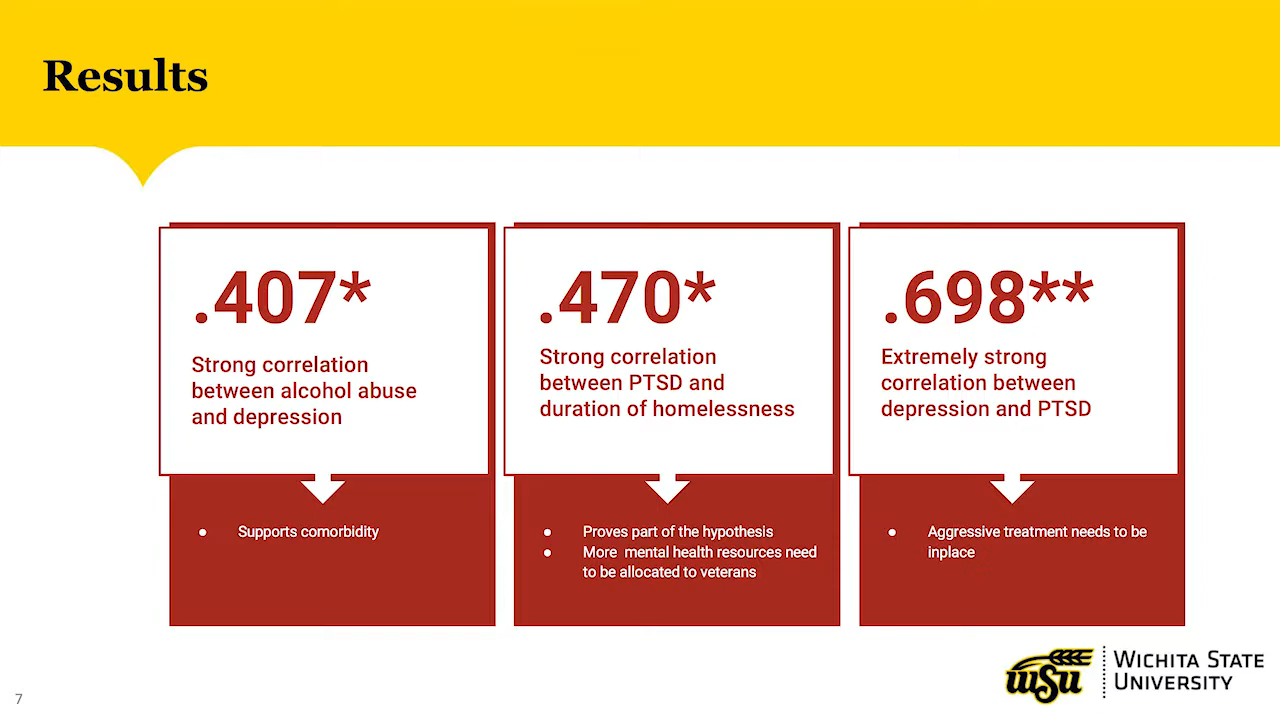 Results
.407*
Strong correlation
between alcohol abuse
and depression
● Supports comorbidity
.470*
Strong correlation
between PTSD and
duration of homelessness
● Proves part of the hypothesis
● More mental health resources need
to be allocated to veterans
.698**
Extremely strong
correlation between
depression and PTSD
● Aggressive treatment needs to be
inplace
WSU
WICHITA STATE
UNIVERSITY
7